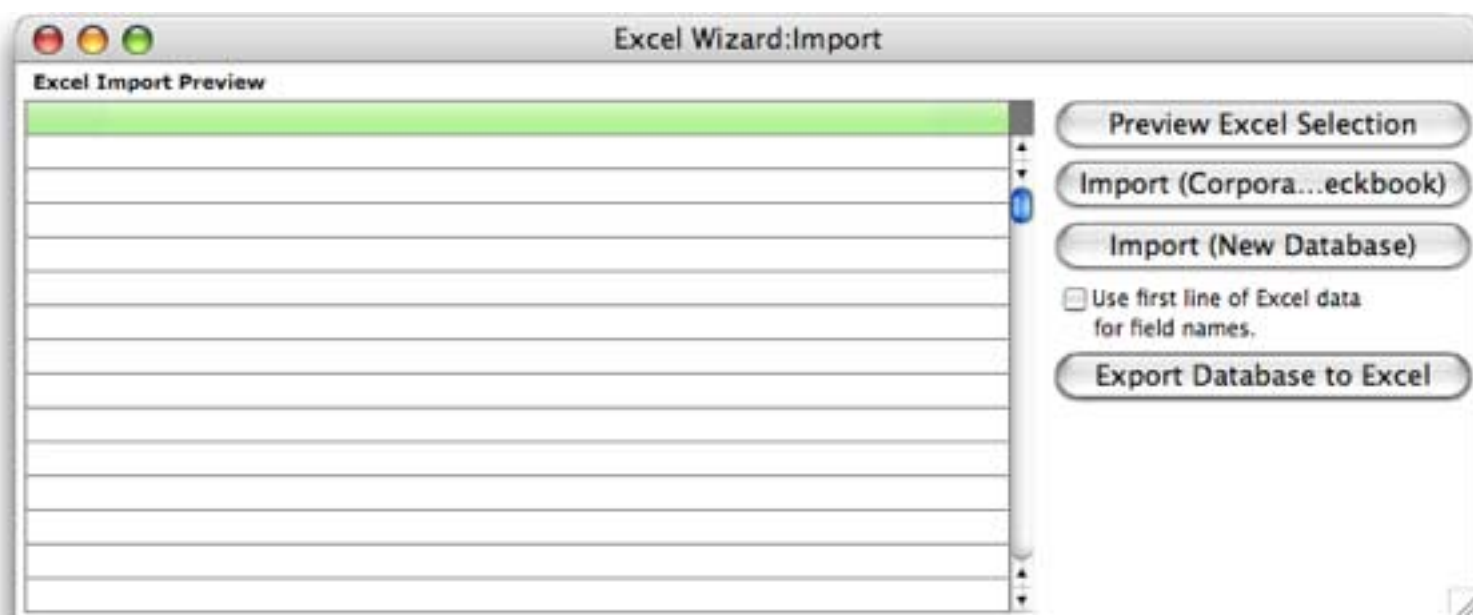 Excel Wizard:Import
Excel Import Preview
Preview Excel Selection
Import (Corpora...eckbook)
Import (New Database)
Use first line of Excel data
for field names.
Export Database to Excel